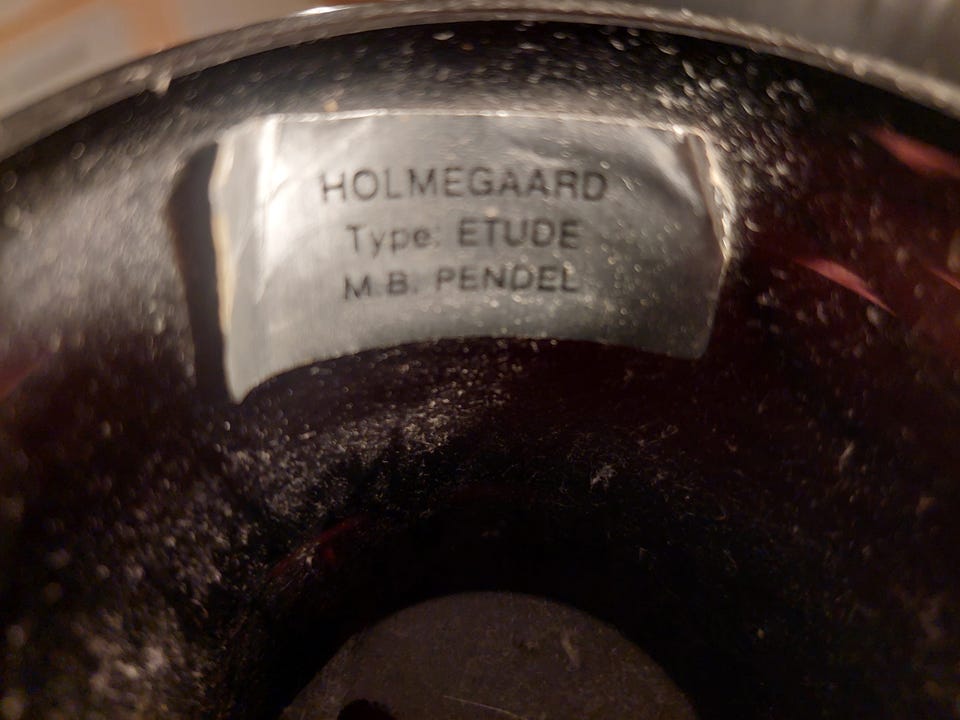 HOLMEGAARD
Type: ETUDE
M.B. PENDEL